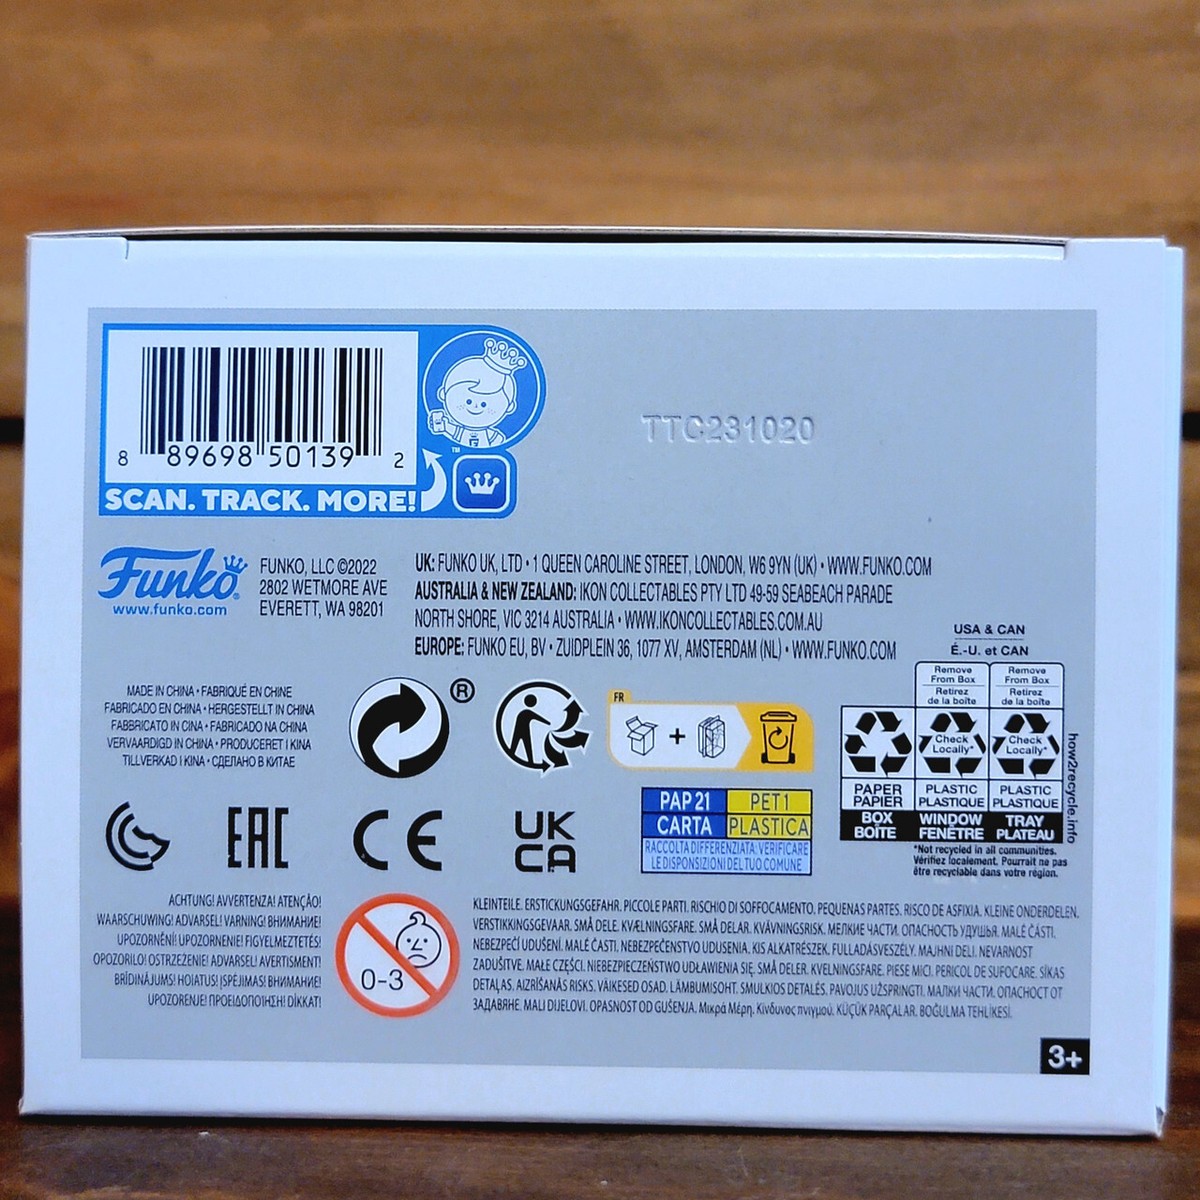 8 89698 50139 2
SCAN. TRACK. MORE!
TM
TTC231020
Funko®
www.funko.com
FUNKO, LLC ©2022
2802 WETMORE AVE
EVERETT, WA 98201
UK: FUNKO UK, LTD • 1 QUEEN CAROLINE STREET, LONDON, W6 9YN (UK) • WWW.FUNKO.COM
AUSTRALIA & NEW ZEALAND: IKON COLLECTABLES PTY LTD 49-59 SEABEACH PARADE
NORTH SHORE, VIC 3214 AUSTRALIA • WWW.IKONCOLLECTABLES.COM.AU
EUROPE: FUNKO EU, BV • ZUIDPLEIN 36, 1077 XV, AMSTERDAM (NL) • WWW.FUNKO.COM
MADE IN CHINA • FABRIQUÉ EN CHINE
FABRICADO EN CHINA • HERGESTELLT IN CHINA
FABBRICATO IN CINA • FABRICADO NA CHINA
VERVAARDIGD IN CHINA • PRODUCERET I KINA
TILLVERKAD I KINA • СДЕЛАНО В КИТАЕ
®
FR
+
USA & CAN
É.-U. et CAN
Remove From Box
Retirez de la boîte
Remove From Box
Retirez de la boîte
Check Locally*
Check Locally*
PAPER PAPIER
PLASTIC PLASTIQUE
PLASTIC PLASTIQUE
BOX BOÎTE
WINDOW FENÊTRE
TRAY PLATEAU
how2recycle.info
*Not recycled in all communities.
Vérifiez localement. Pourrait ne pas
être recyclable dans votre région.
EAC
CE
UK
CA
PAP 21
PET 1
CARTA
PLASTICA
RACCOLTA DIFFERENZIATA. VERIFICARE
LE DISPONSIZIONI DEL TUO COMUNE
ACHTUNG! AVVERTENZA! ATENÇÃO!
WAARSCHUWING! ADVARSEL! VARNING! ВНИМАНИЕ!
UPOZORNĚNÍ! UPOZORNENIE! FIGYELMEZTETÉS!
OPOZORILO! OSTRZEŻENIE! ADVARSEL! AVERTISMENT!
BRĪDINĀJUMS! HOIATUS! ĮSPĖJIMAS! ВНИМАНИЕ!
UPOZORENJE! ΠΡΟΕΙΔΟΠΟΙΗΣΗ! DİKKAT!
0-3
KLEINTEILE. ERSTICKUNGSGEFAHR. PICCOLE PARTI. RISCHIO DI SOFFOCAMENTO. PEQUENAS PARTES. RISCO DE ASFIXIA. KLEINE ONDERDELEN.
VERSTIKKINGSGEVAAR. SMÅ DELE. KVÆLNINGSFARE. SMÅ DELAR. KVÄVNINGSRISK. МЕЛКИЕ ЧАСТИ. ОПАСНОСТЬ УДУШЬЯ. MALÉ ČÁSTI.
NEBEZPEČÍ UDUŠENÍ. MALÉ ČASTI. NEBEZPEČENSTVO UDUSENIA. KIS ALKATRÉSZEK. FULLADÁSVESZÉLY. MAJHNI DELI. NEVARNOST
ZADUŠITVE. MAŁE CZĘŚCI. NIEBEZPIECZEŃSTWO UDŁAWIENIA SIĘ. SMÅ DELER. KVELNINGSFARE. PIESE MICI. PERICOL DE SUFOCARE. SĪKAS
DETAĻAS. AIZRĪŠANĀS RISKS. VÄIKESED OSAD. LÄMBUMISOHT. SMULKIOS DETALĖS. PAVOJUS UŽSPRINGTI. МАЛКИ ЧАСТИ. ОПАСНОСТ ОТ
ЗАДАВЯНЕ. MALI DIJELOVI. OPASNOST OD GUŠENJA. Μικρά Μέρη. Κίνδυνος πνιγμού. KÜÇÜK PARÇALAR. BOĞULMA TEHLİKESİ.
3+